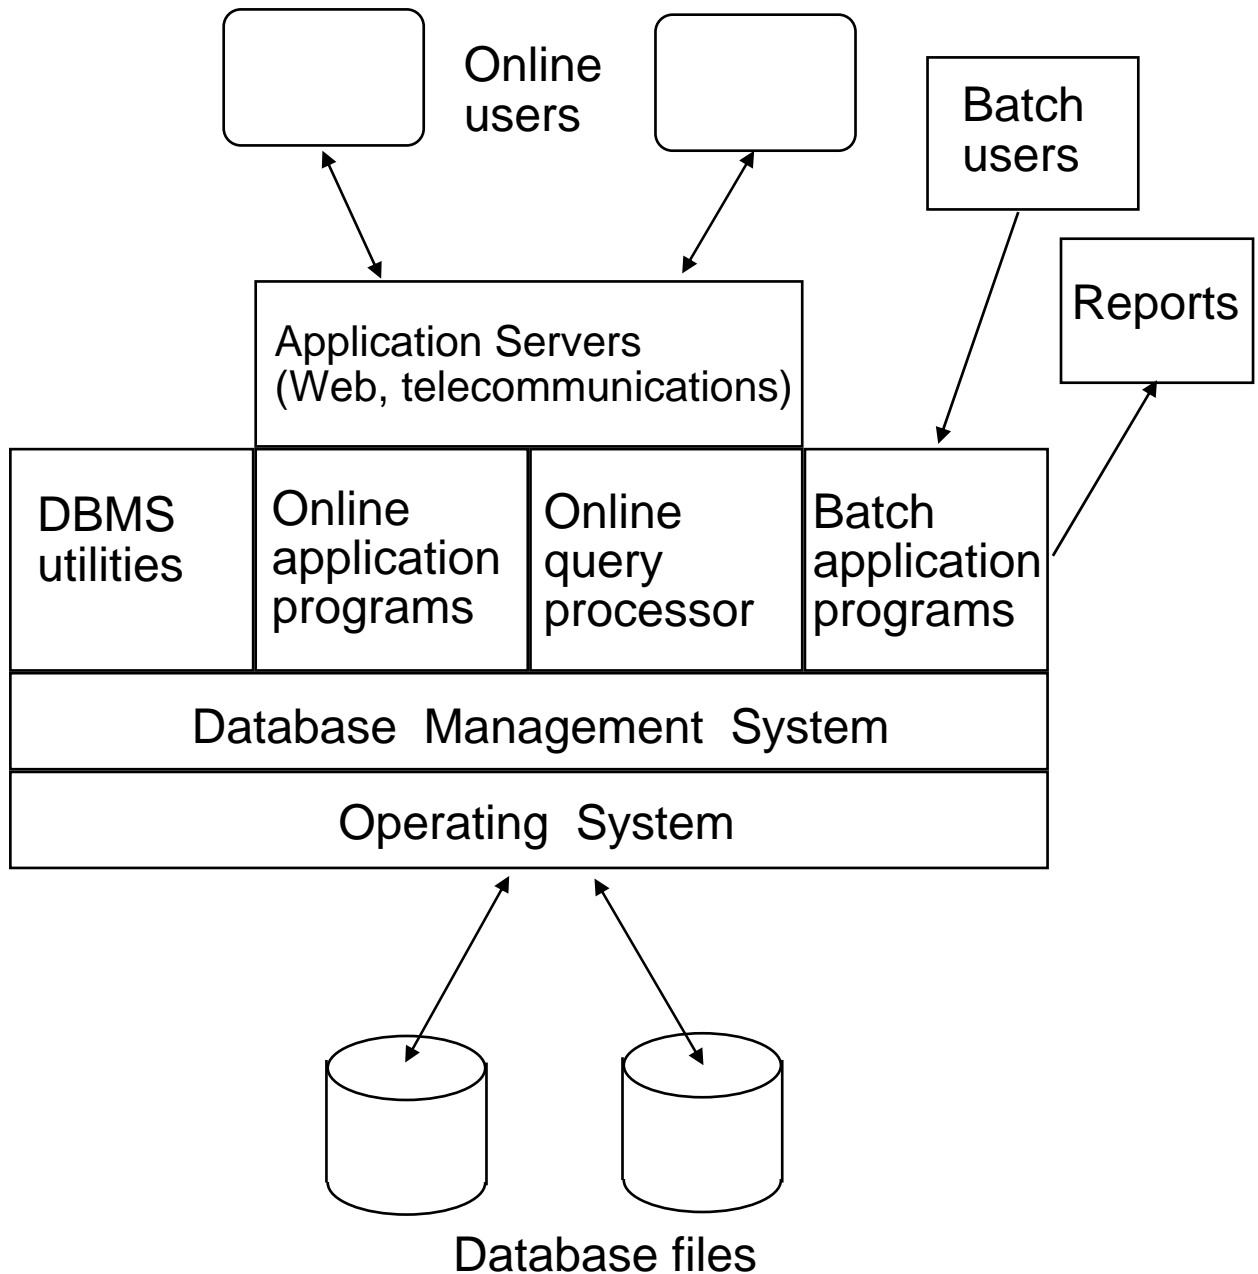 Online
users
Batch
users
Reports
Application Servers
(Web, telecommunications)
DBMS
utilities
Online
application
programs
Online
query
processor
Batch
application
programs
Database Management System
Operating System
Database files